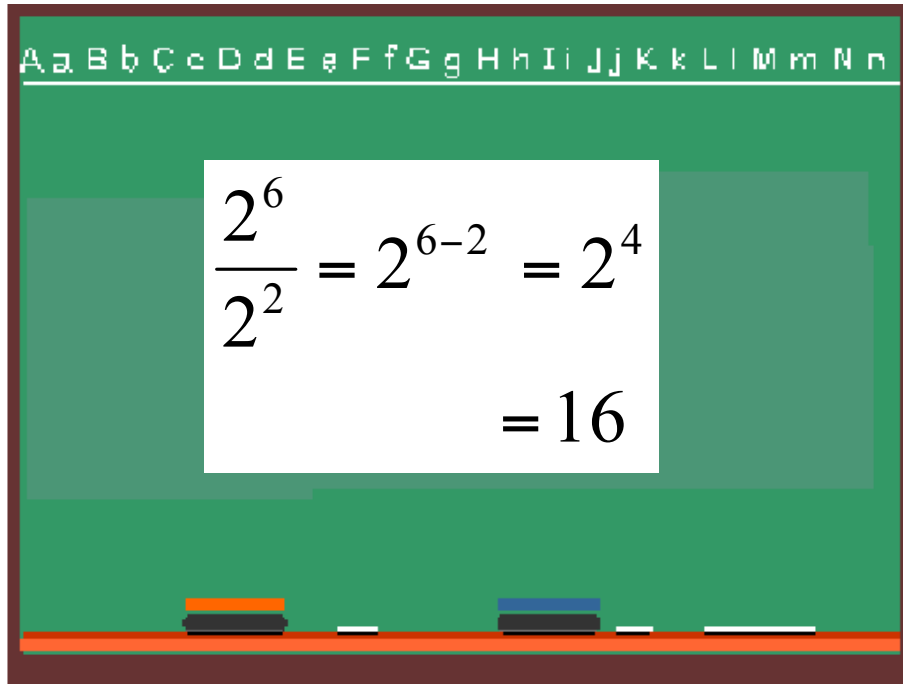 A a B b C c D d E e F f G g H h I i J j K k L l M m N n
2^6/2^2 = 2^(6−2) = 2^4
= 16